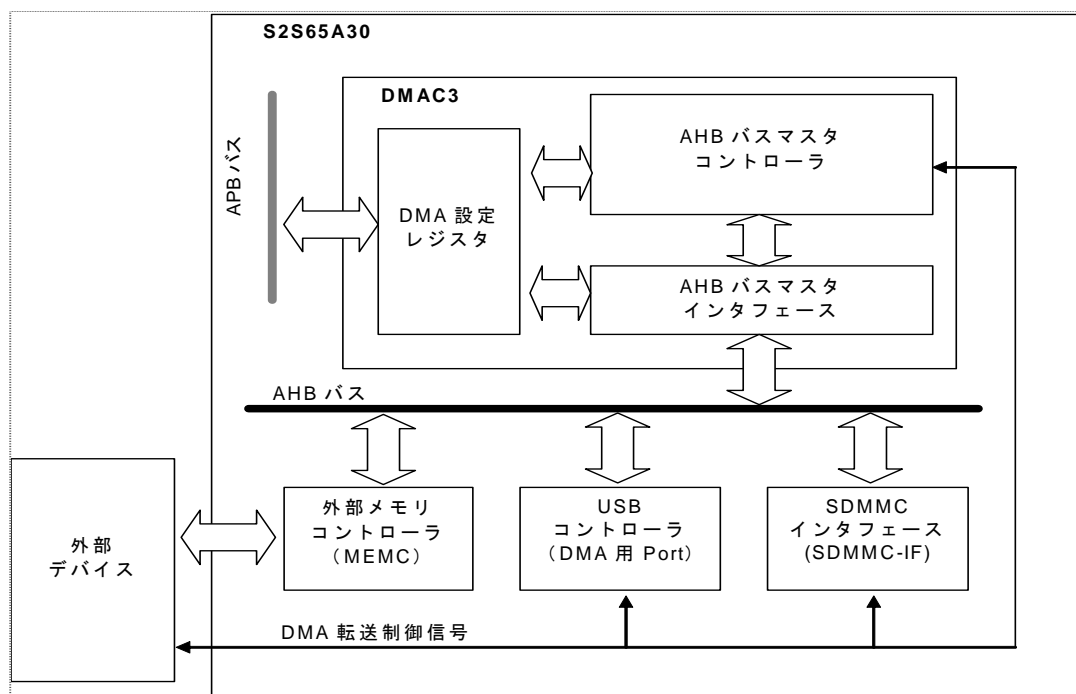 S2S65A30
DMAC3
APB バス
DMA 設定
レジスタ
AHB バスマスタ
コントローラ
AHB バスマスタ
インタフェース
AHB バス
外部
デバイス
外部メモリ
コントローラ
（MEMC）
USB
コントローラ
（DMA 用 Port）
SDMMC
インタフェース
(SDMMC-IF)
DMA 転送制御信号